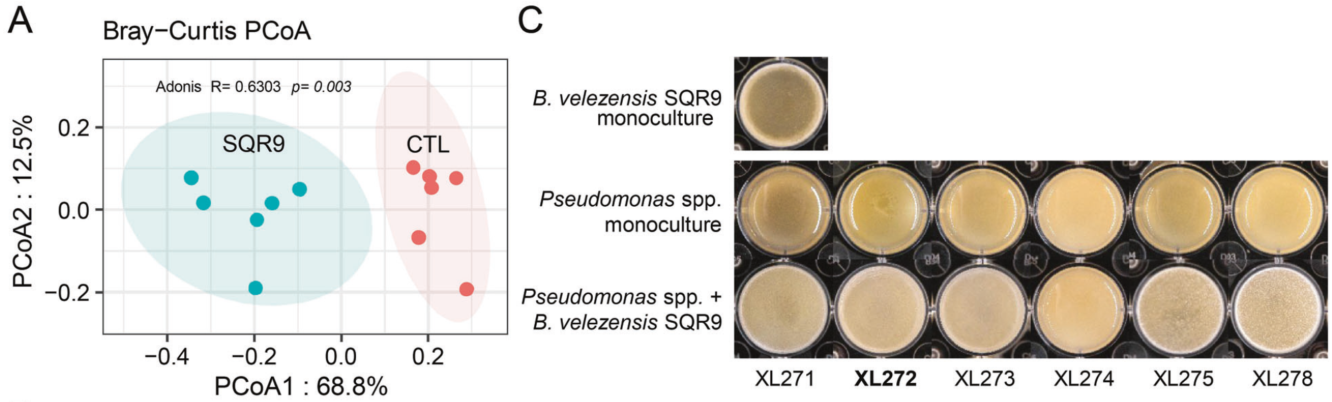 A
Bray−Curtis PCoA
Adonis R= 0.6303 p= 0.003
SQR9
CTL
0.2
0.0
−0.2
PCoA2 : 12.5%
−0.4
−0.2
0.0
0.2
PCoA1 : 68.8%
C
B. velezensis SQR9
monoculture
Pseudomonas spp.
monoculture
Pseudomonas spp. +
B. velezensis SQR9
XL271
XL272
XL273
XL274
XL275
XL278